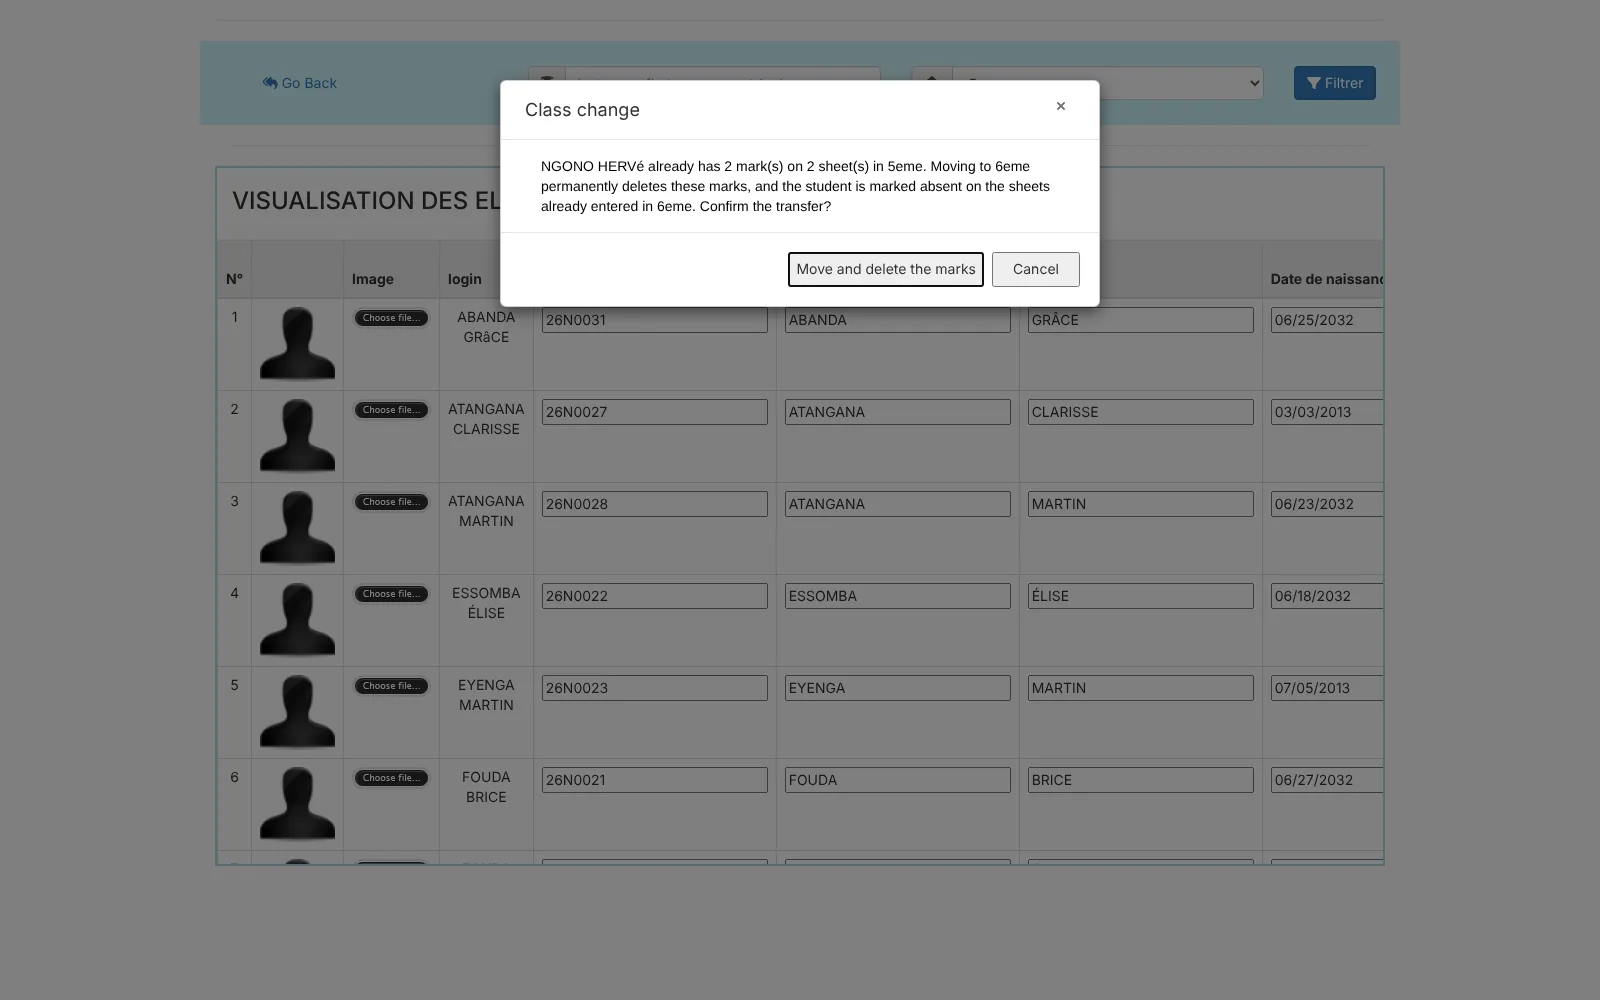 Go Back
Filtrer
Class change
×
NGONO HERVé already has 2 mark(s) on 2 sheet(s) in 5eme. Moving to 6eme
permanently deletes these marks, and the student is marked absent on the sheets
already entered in 6eme. Confirm the transfer?
Move and delete the marks
Cancel
VISUALISATION DES EL
N° Image login Date de naissanc
1 Choose file... ABANDA 26N0031 ABANDA GRÂCE 06/25/2032
GRâCE
2 Choose file... ATANGANA 26N0027 ATANGANA CLARISSE 03/03/2013
CLARISSE
3 Choose file... ATANGANA 26N0028 ATANGANA MARTIN 06/23/2032
MARTIN
4 Choose file... ESSOMBA 26N0022 ESSOMBA ÉLISE 06/18/2032
ÉLISE
5 Choose file... EYENGA 26N0023 EYENGA MARTIN 07/05/2013
MARTIN
6 Choose file... FOUDA 26N0021 FOUDA BRICE 06/27/2032
BRICE